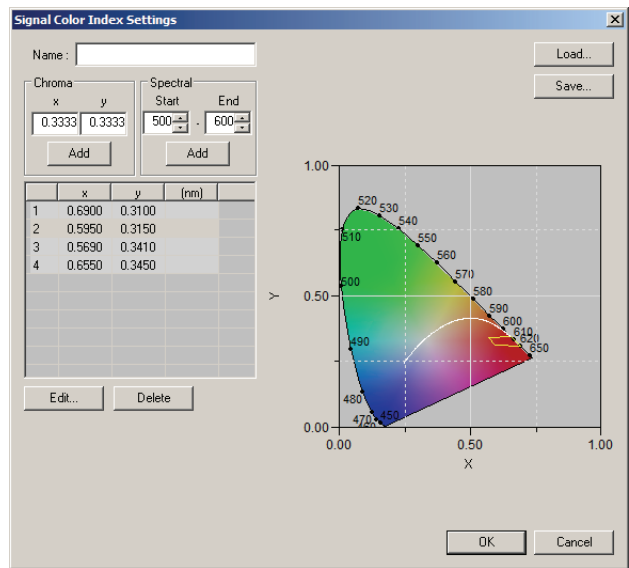 Signal Color Index Settings
Name :
Load...
Save...
Chroma
x y
0.3333 0.3333
Add
Spectral
Start End
500 - 600
Add
x y (nm)
1 0.6900 0.3100
2 0.5950 0.3150
3 0.5690 0.3410
4 0.6550 0.3450
Edit... Delete
1.00
0.50
0.00
Y
0.00 0.50 1.00
X
520
530
540
510
550
560
570
500
580
590
600
610
620
490
650
480
470
450
OK Cancel